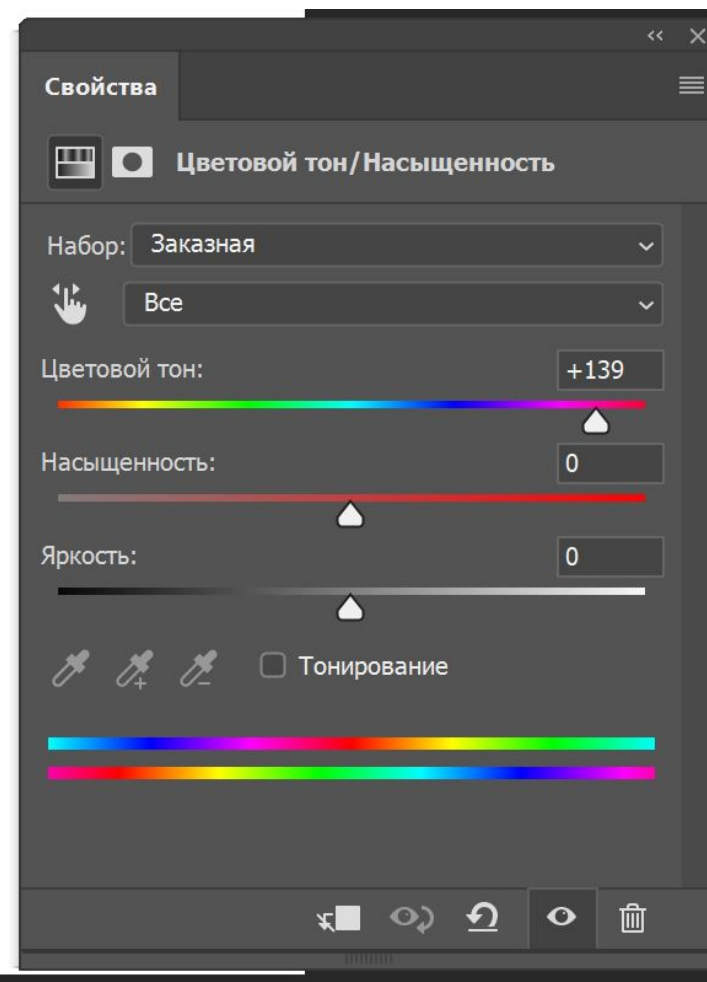 Свойства
Цветовой тон/Насыщенность
Набор: Заказная
Все
Цветовой тон: +139
Насыщенность: 0
Яркость: 0
Тонирование